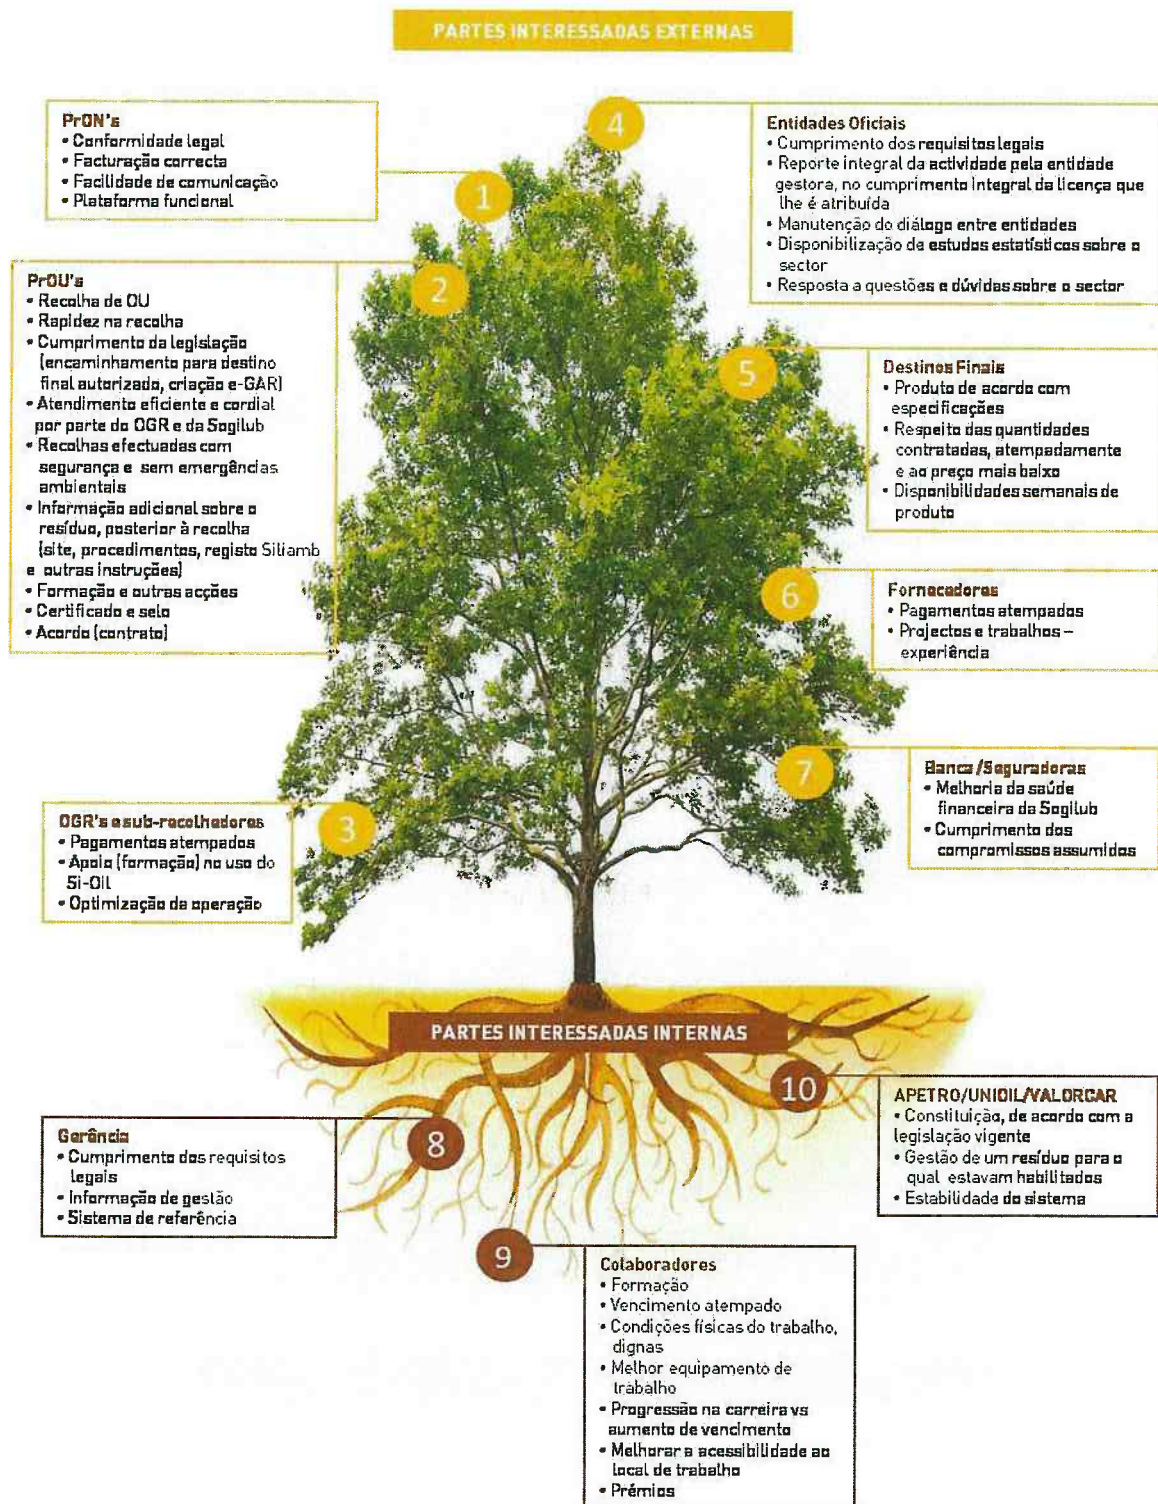 PARTES INTERESSADAS EXTERNAS
4
PrON's
• Conformidade legal
• Facturação correcta
• Facilidade de comunicação
• Plataforma funcional
1
Entidades Oficiais
• Cumprimento dos requisitos legais
• Reporte integral da actividade pela entidade
gestora, no cumprimento integral da licença que
lhe é atribuída
• Manutenção do diálogo entre entidades
• Disponibilização de estudos estatísticos sobre o
sector
• Resposta a questões e dúvidas sobre o sector
2
PrOU's
• Recolha de OU
• Rapidez na recolha
• Cumprimento da legislação
(encaminhamento para destino
final autorizado, criação e-GAR)
• Atendimento eficiente e cordial
por parte do OGR e da Sogilub
• Recolhas efectuadas com
segurança e sem emergências
ambientais
• Informação adicional sobre o
resíduo, posterior à recolha
(site, procedimentos, registo Siliamb
e outras instruções)
• Formação e outras acções
• Certificado e selo
• Acordo (contrato)
5
Destinos Finais
• Produto de acordo com
especificações
• Respeito das quantidades
contratadas, atempadamente
e ao preço mais baixo
• Disponibilidades semanais de
produto
6
Fornecedores
• Pagamentos atempados
• Projectos e trabalhos –
experiência
7
Banca/Seguradoras
• Melhoria da saúde
financeira da Sogilub
• Cumprimento dos
compromissos assumidos
3
OGR's e sub-recolhedores
• Pagamentos atempados
• Apoio (formação) no uso do
Si-Oil
• Optimização da operação
PARTES INTERESSADAS INTERNAS
10
APETRO/UNIOIL/VALORCAR
• Constituição, de acordo com a
legislação vigente
• Gestão de um resíduo para o
qual estavam habilitados
• Estabilidade do sistema
8
Gerência
• Cumprimento dos requisitos
legais
• Informação de gestão
• Sistema de referência
9
Colaboradores
• Formação
• Vencimento atempado
• Condições físicas do trabalho,
dignas
• Melhor equipamento de
trabalho
• Progressão na carreira vs
aumento de vencimento
• Melhorar a acessibilidade ao
local de trabalho
• Prémios